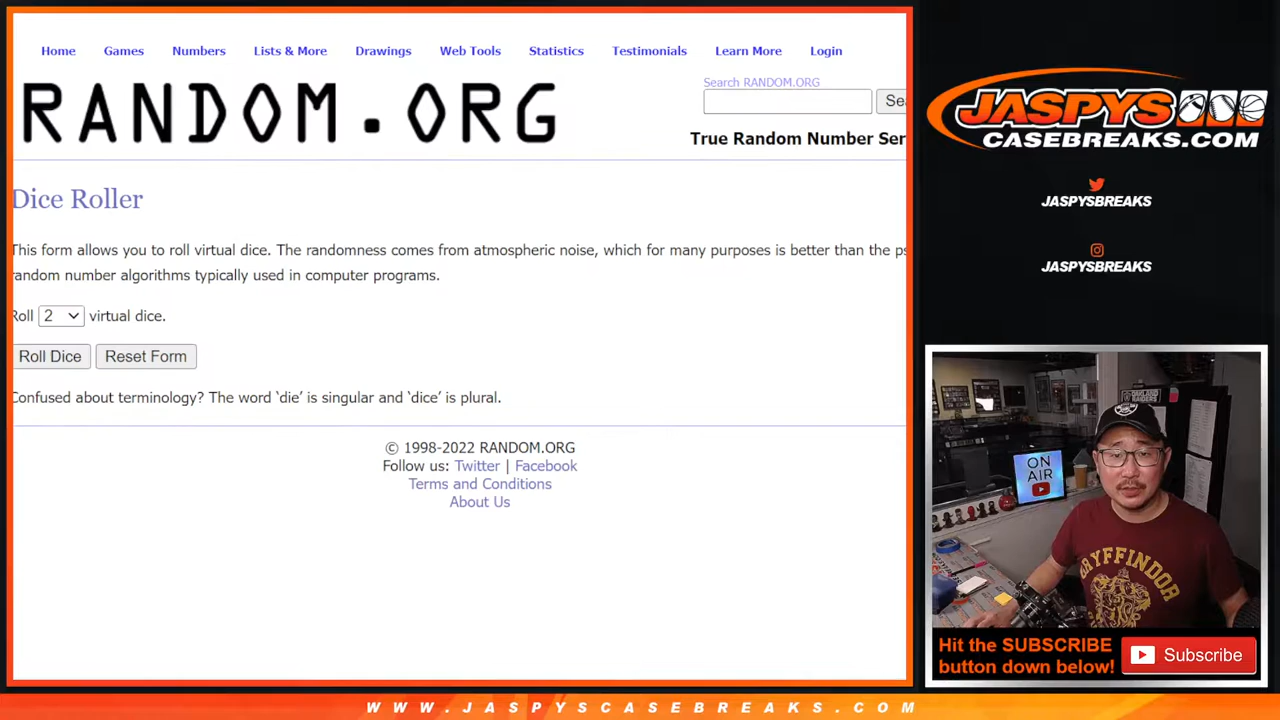 Home Games Numbers Lists & More Drawings Web Tools Statistics Testimonials Learn More Login
Search RANDOM.ORG
RANDOM.ORG
Sea
True Random Number Ser
Dice Roller
This form allows you to roll virtual dice. The randomness comes from atmospheric noise, which for many purposes is better than the ps
random number algorithms typically used in computer programs.
Roll 2 virtual dice.
Roll Dice Reset Form
Confused about terminology? The word ‘die’ is singular and ‘dice’ is plural.
© 1998-2022 RANDOM.ORG
Follow us: Twitter | Facebook
Terms and Conditions
About Us
JASPYS
CASEBREAKS.COM
JASPYSBREAKS
JASPYSBREAKS
OAKLAND
RAIDERS
ON
AIR
GRYFFINDOR
Hit the SUBSCRIBE
button down below!
Subscribe
WWW.JASPYSCASEBREAKS.COM